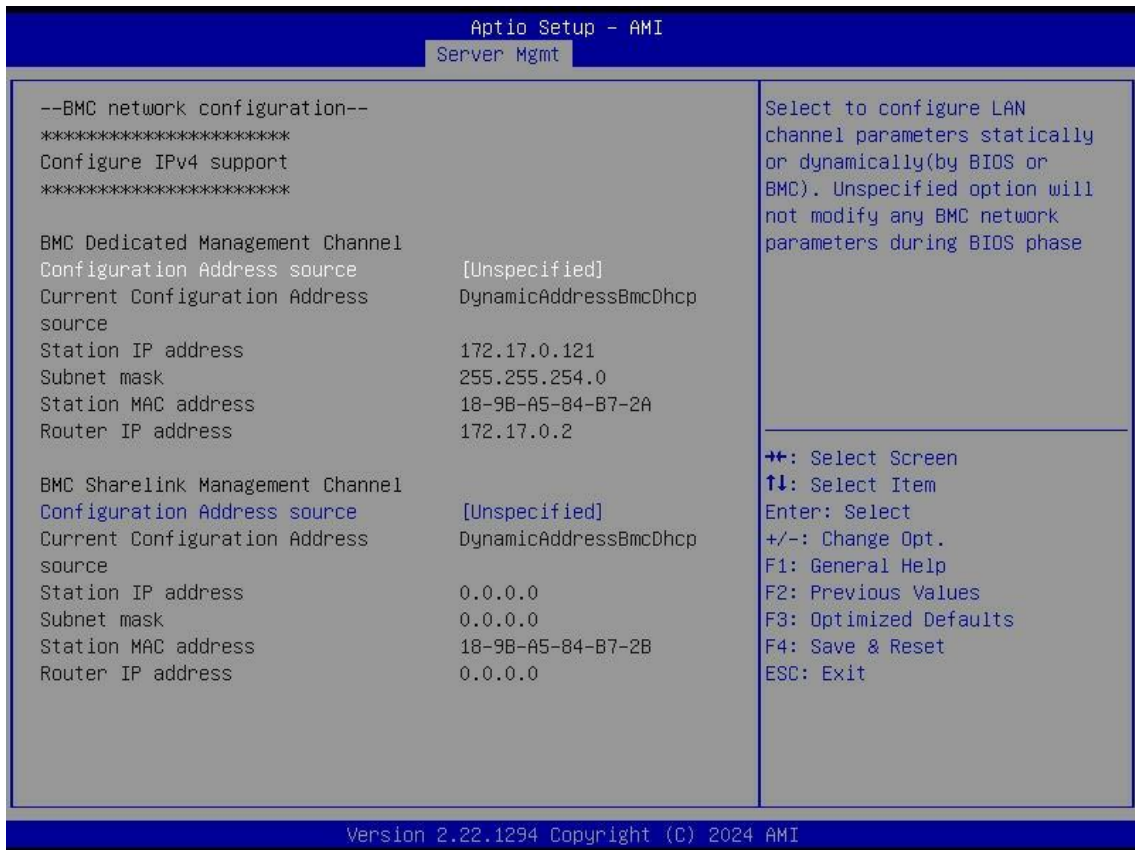 Aptio Setup – AMI
Server Mgmt
--BMC network configuration--
**********************
Configure IPv4 support
**********************
BMC Dedicated Management Channel
Configuration Address source [Unspecified]
Current Configuration Address DynamicAddressBmcDhcp
source
Station IP address 172.17.0.121
Subnet mask 255.255.254.0
Station MAC address 18-9B-A5-84-B7-2A
Router IP address 172.17.0.2
BMC Sharelink Management Channel
Configuration Address source [Unspecified]
Current Configuration Address DynamicAddressBmcDhcp
source
Station IP address 0.0.0.0
Subnet mask 0.0.0.0
Station MAC address 18-9B-A5-84-B7-2B
Router IP address 0.0.0.0
Select to configure LAN
channel parameters statically
or dynamically(by BIOS or
BMC). Unspecified option will
not modify any BMC network
parameters during BIOS phase
→←: Select Screen
↑↓: Select Item
Enter: Select
+/-: Change Opt.
F1: General Help
F2: Previous Values
F3: Optimized Defaults
F4: Save & Reset
ESC: Exit
Version 2.22.1294 Copyright (C) 2024 AMI